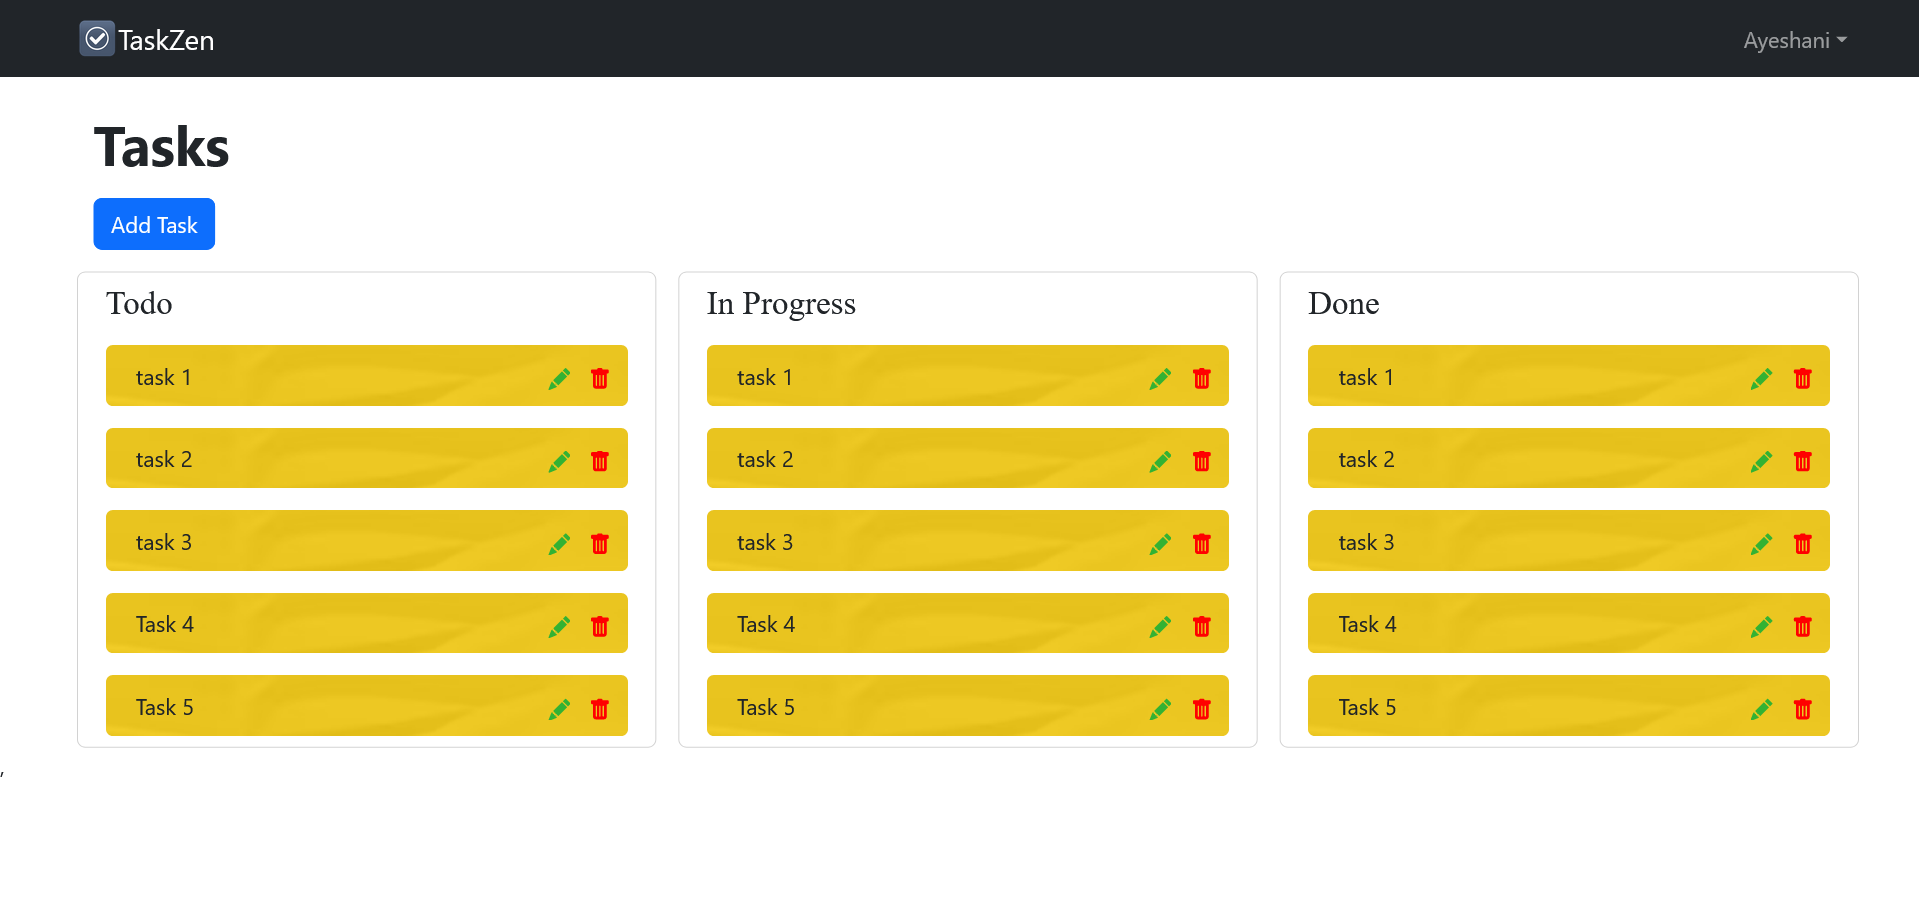 TaskZen
Ayeshani
Tasks
Add Task
Todo
task 1
task 2
task 3
Task 4
Task 5
In Progress
task 1
task 2
task 3
Task 4
Task 5
Done
task 1
task 2
task 3
Task 4
Task 5
,